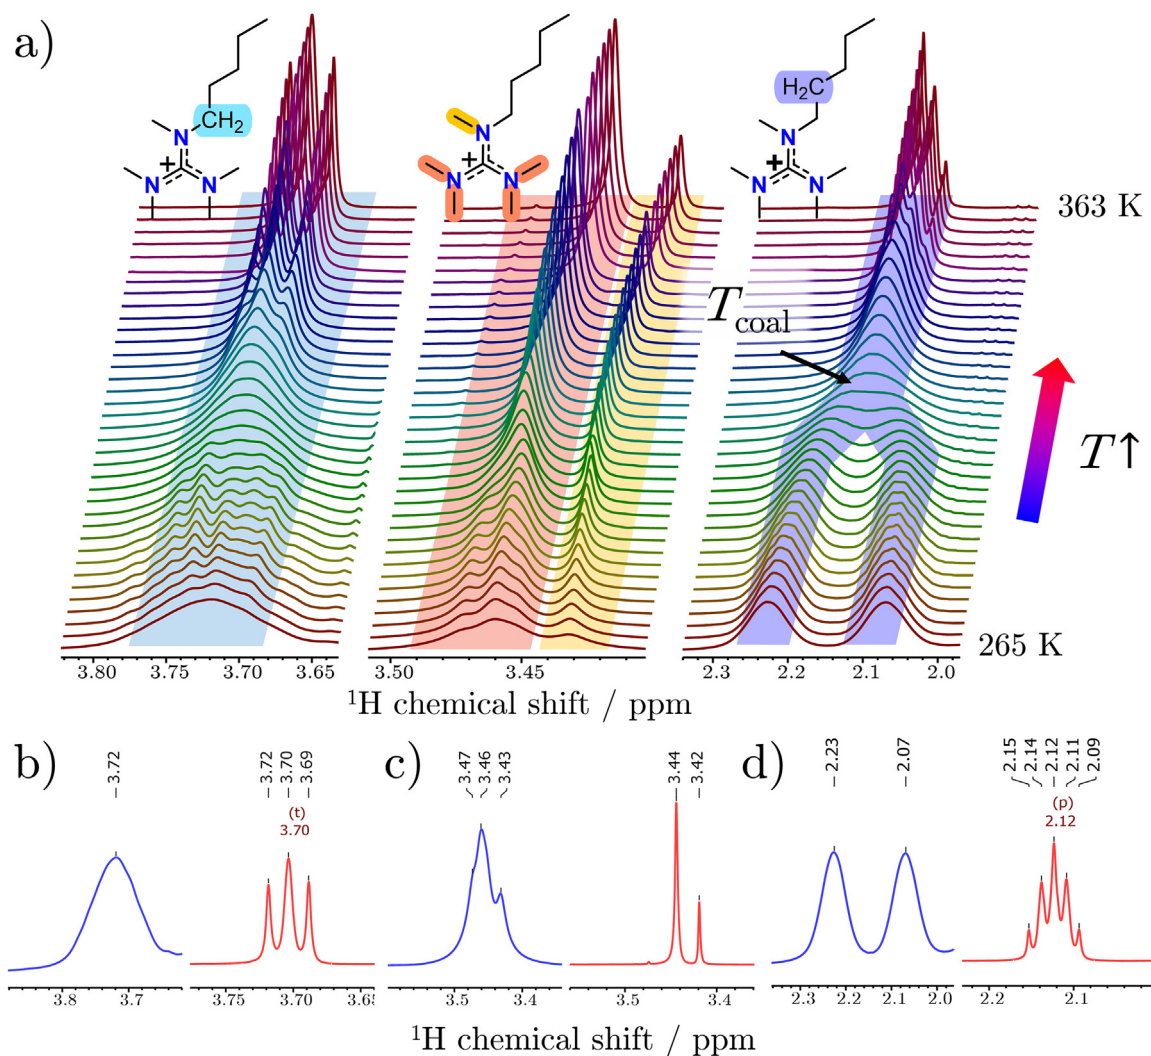 a)
CH₂
N
+
N
N
N
+
N
N
H₂C
N
+
N
N
363 K
T_coal
T↑
265 K
3.80 3.75 3.70 3.65
3.50 3.45
2.3 2.2 2.1 2.0
¹H chemical shift / ppm
b)
3.72
3.72
3.70
3.69
(t)
3.70
3.8 3.7
3.75 3.70 3.65
c)
3.47
3.46
3.43
3.44
3.42
3.5 3.4
3.5 3.4
d)
2.23
2.07
2.15
2.14
2.12
2.11
2.09
(p)
2.12
2.3 2.2 2.1 2.0
2.2 2.1
¹H chemical shift / ppm